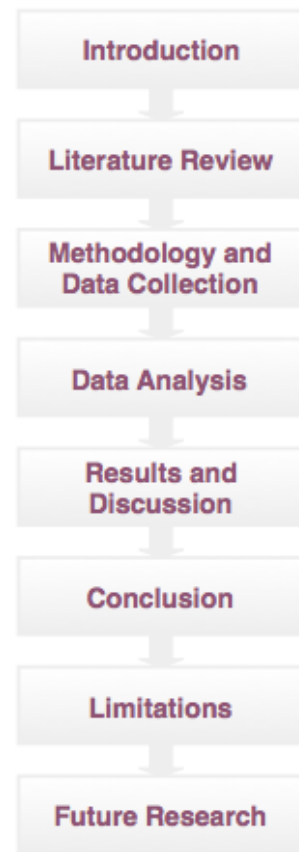 Introduction
Literature Review
Methodology and
Data Collection
Data Analysis
Results and
Discussion
Conclusion
Limitations
Future Research